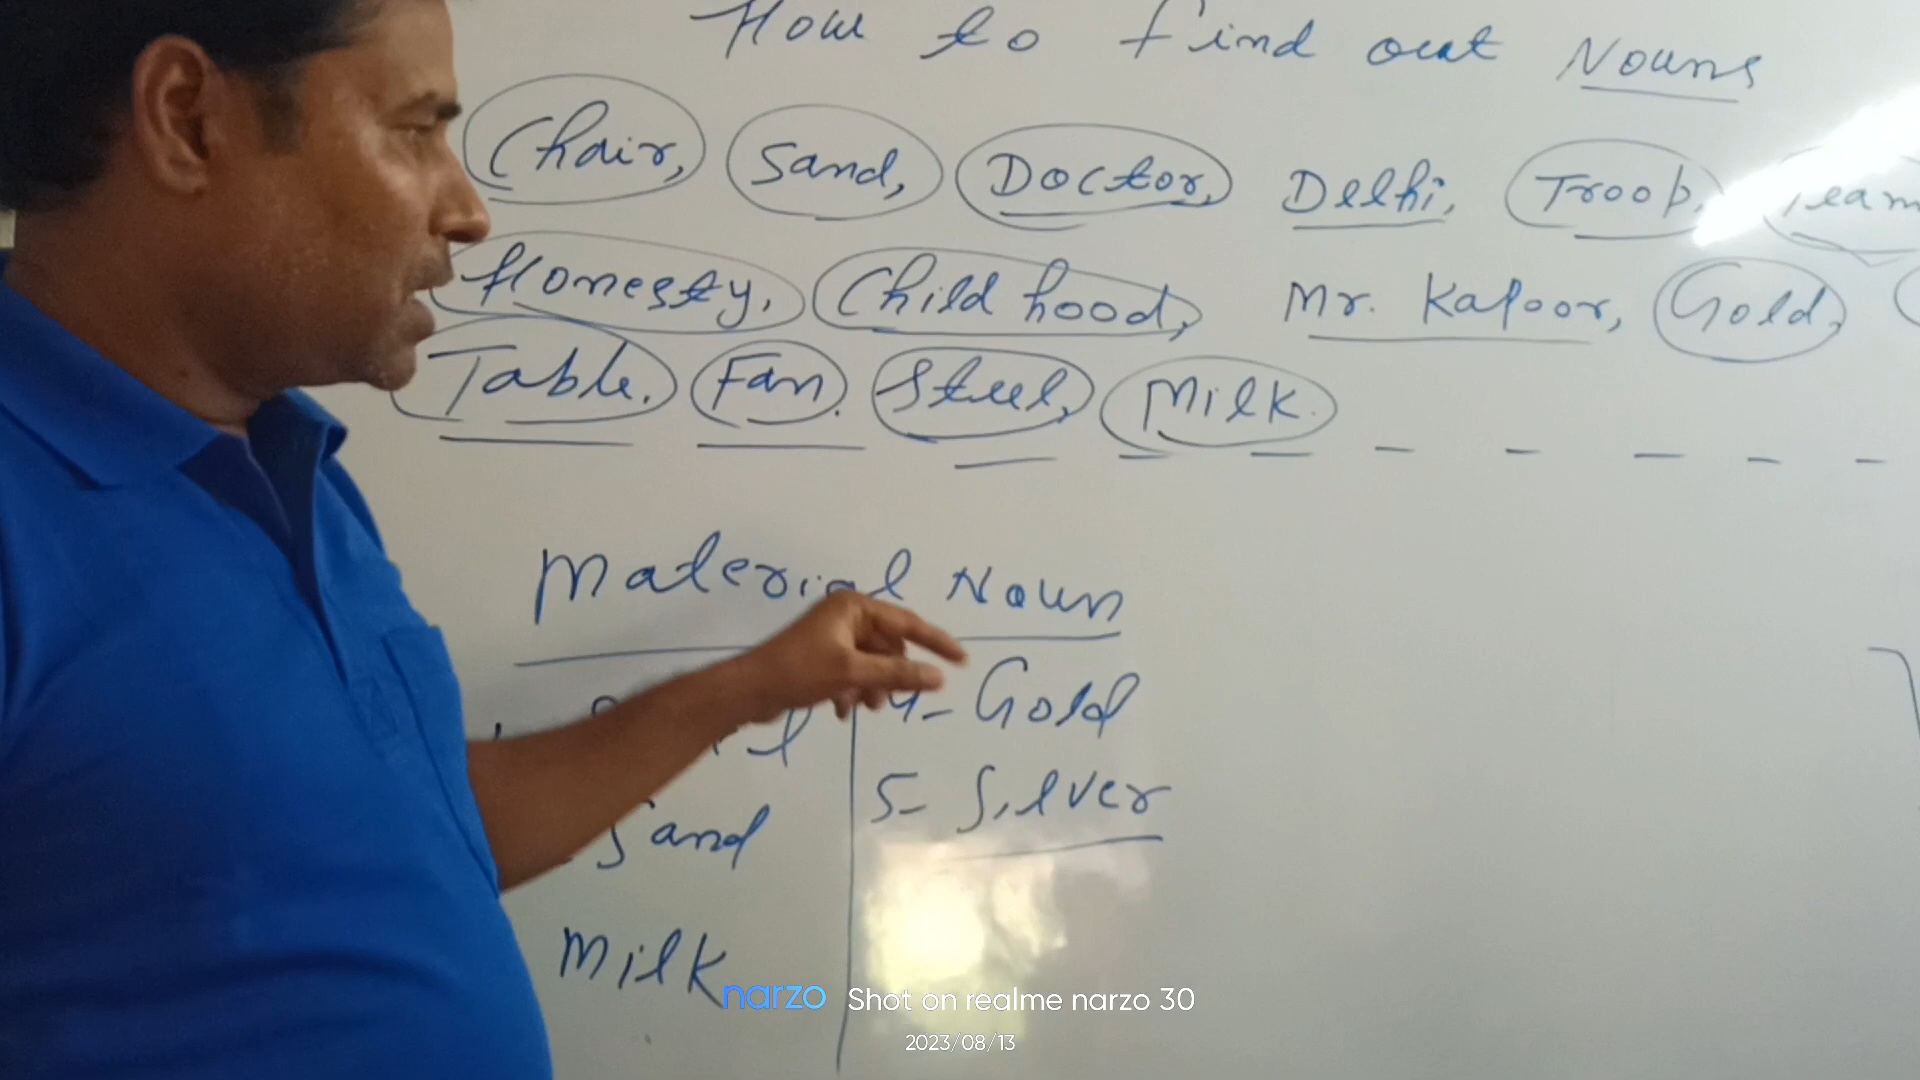 How to find out Nouns
Chair, Sand, Doctor, Delhi, Troop, Team
Honesty, Child hood, Mr. Kapoor, Gold,
Table. Fan. Steel, Milk.
Material Noun
4- Gold
5- Silver
Sand
Milk
narzo Shot on realme narzo 30
2023/08/13